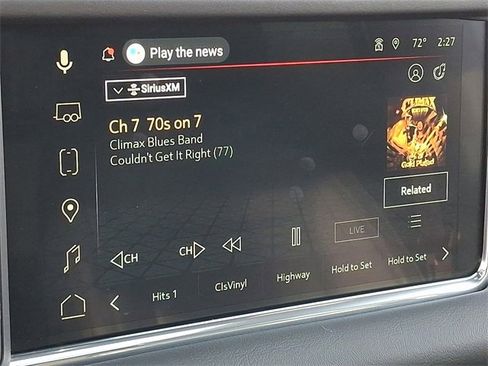 Play the news
72° 2:27
SiriusXM
Ch 7 70s on 7
Climax Blues Band
Couldn't Get It Right (77)
CLIMAX
Gold Plated
Related
CH CH LIVE
Hits 1 ClsVinyl Highway Hold to Set Hold to Set